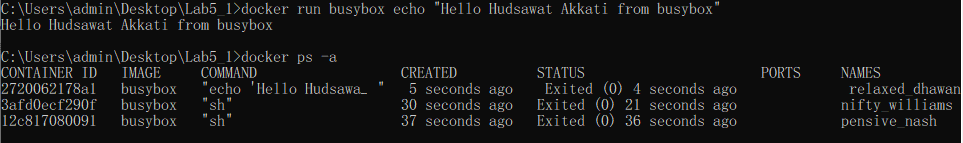 C:\Users\admin\Desktop\Lab5_1>docker run busybox echo "Hello Hudsawat Akkati from busybox"
Hello Hudsawat Akkati from busybox
C:\Users\admin\Desktop\Lab5_1>docker ps -a
CONTAINER ID IMAGE COMMAND CREATED STATUS PORTS NAMES
2720062178a1 busybox "echo 'Hello Hudsawa… " 5 seconds ago Exited (0) 4 seconds ago relaxed_dhawan
3afd0ecf290f busybox "sh" 30 seconds ago Exited (0) 21 seconds ago nifty_williams
12c817080091 busybox "sh" 37 seconds ago Exited (0) 36 seconds ago pensive_nash